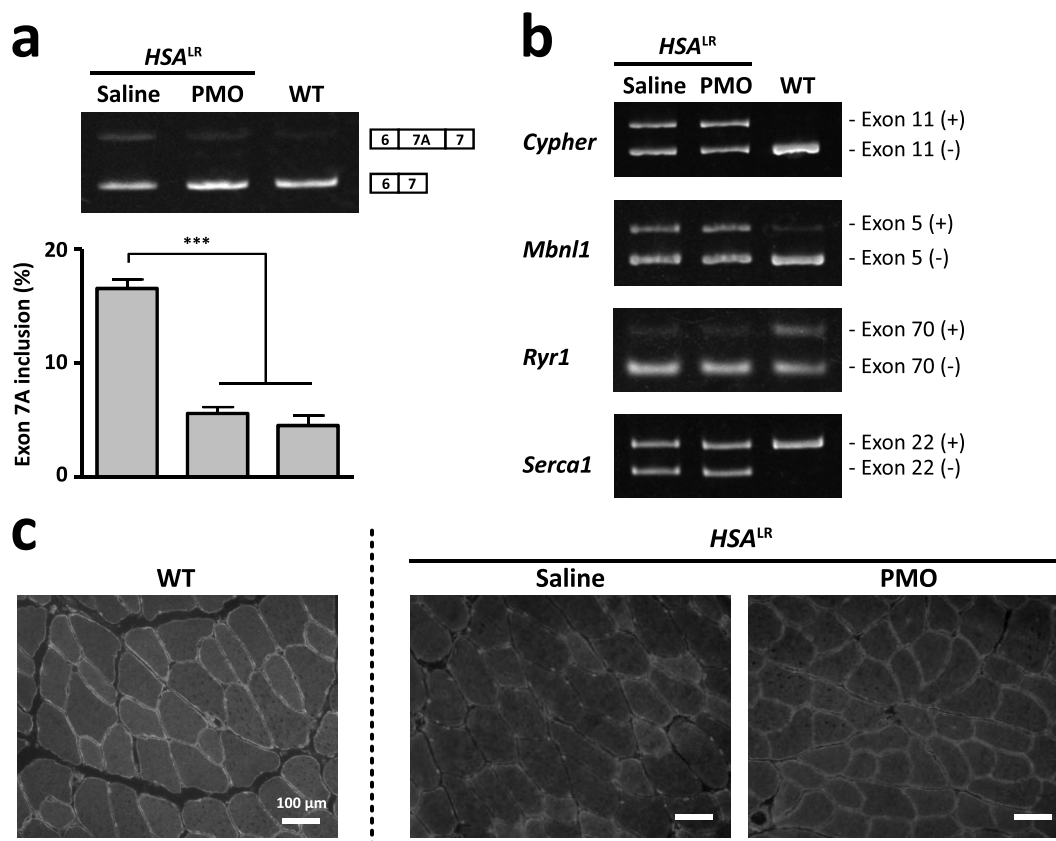 a
HSA^LR
Saline PMO WT
6 7A 7
6 7
***
20
10
0
Exon 7A inclusion (%)
b
HSA^LR
Saline PMO WT
Cypher
- Exon 11 (+)
- Exon 11 (-)
Mbnl1
- Exon 5 (+)
- Exon 5 (-)
Ryr1
- Exon 70 (+)
- Exon 70 (-)
Serca1
- Exon 22 (+)
- Exon 22 (-)
c
WT
HSA^LR
Saline PMO
100 µm